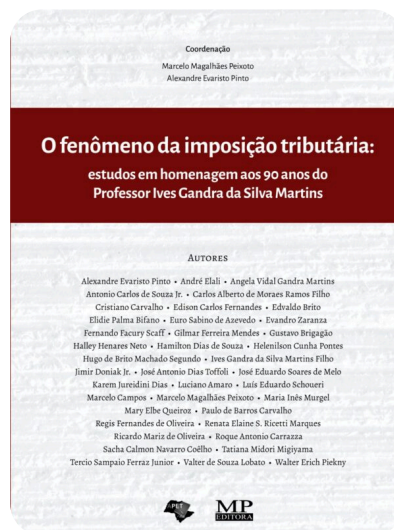 Coordenação
Marcelo Magalhães Peixoto
Alexandre Evaristo Pinto
O fenômeno da imposição tributária:
estudos em homenagem aos 90 anos do
Professor Ives Gandra da Silva Martins
AUTORES
Alexandre Evaristo Pinto • André Elali • Angela Vidal Gandra Martins
Antonio Carlos de Souza Jr. • Carlos Alberto de Moraes Ramos Filho
Cristiano Carvalho • Edison Carlos Fernandes • Edvaldo Brito
Elidie Palma Bifano • Euro Sabino de Azevedo • Evandro Zaranza
Fernando Facury Scaff • Gilmar Ferreira Mendes • Gustavo Brigagão
Halley Henares Neto • Hamilton Dias de Souza • Helenilson Cunha Pontes
Hugo de Brito Machado Segundo • Ives Gandra da Silva Martins Filho
Jimir Doniak Jr. • José Antonio Dias Toffoli • José Eduardo Soares de Melo
Karem Jureidini Dias • Luciano Amaro • Luís Eduardo Schoueri
Marcelo Campos • Marcelo Magalhães Peixoto • Maria Inês Murgel
Mary Elbe Queiroz • Paulo de Barros Carvalho
Regis Fernandes de Oliveira • Renata Elaine S. Ricetti Marques
Ricardo Mariz de Oliveira • Roque Antonio Carrazza
Sacha Calmon Navarro Coêlho • Tatiana Midori Migiyama
Tercio Sampaio Ferraz Junior • Valter de Souza Lobato • Walter Erich Piekny
PET
MP
EDITORA